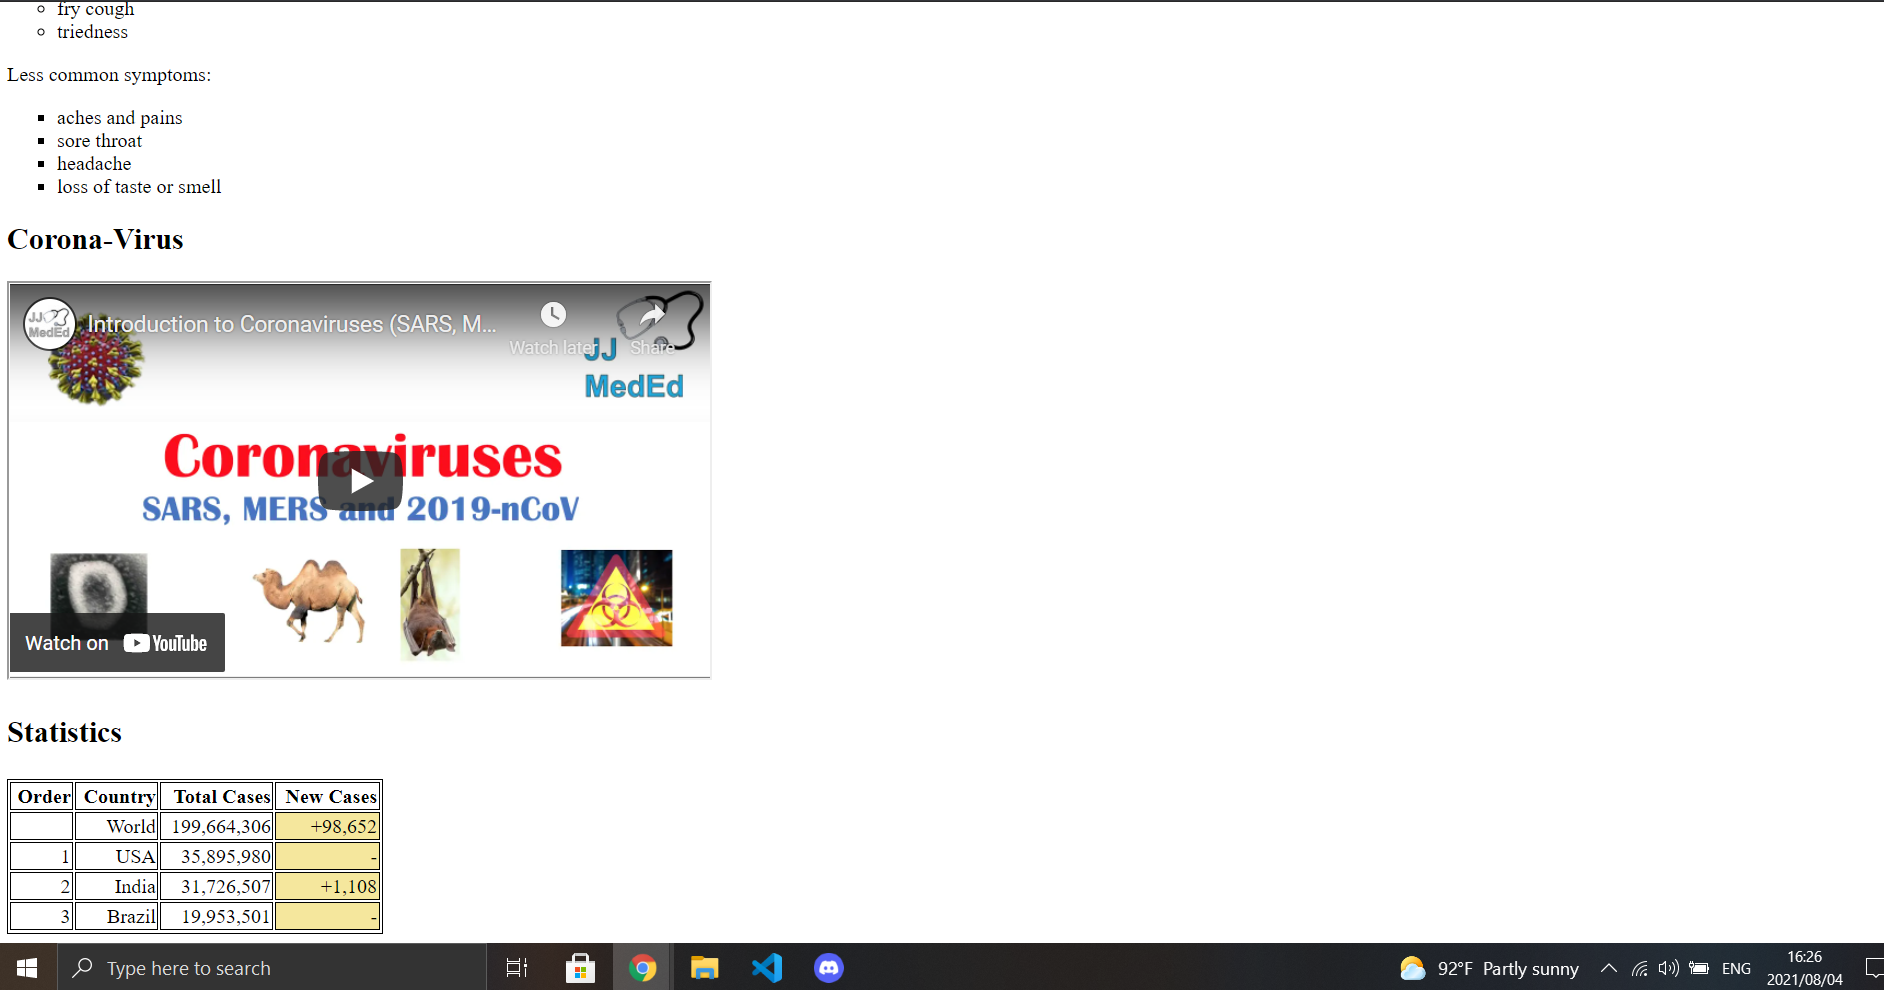 fry cough
triedness
Less common symptoms:
aches and pains
sore throat
headache
loss of taste or smell
Corona-Virus
JJ
MedEd
Introduction to Coronaviruses (SARS, M...
Watch later
Share
JJ
MedEd
Coronaviruses
SARS, MERS and 2019-nCoV
Watch on YouTube
Statistics
Order Country Total Cases New Cases
World 199,664,306 +98,652
1 USA 35,895,980 -
2 India 31,726,507 +1,108
3 Brazil 19,953,501 -
Type here to search
92°F Partly sunny
ENG
16:26
2021/08/04